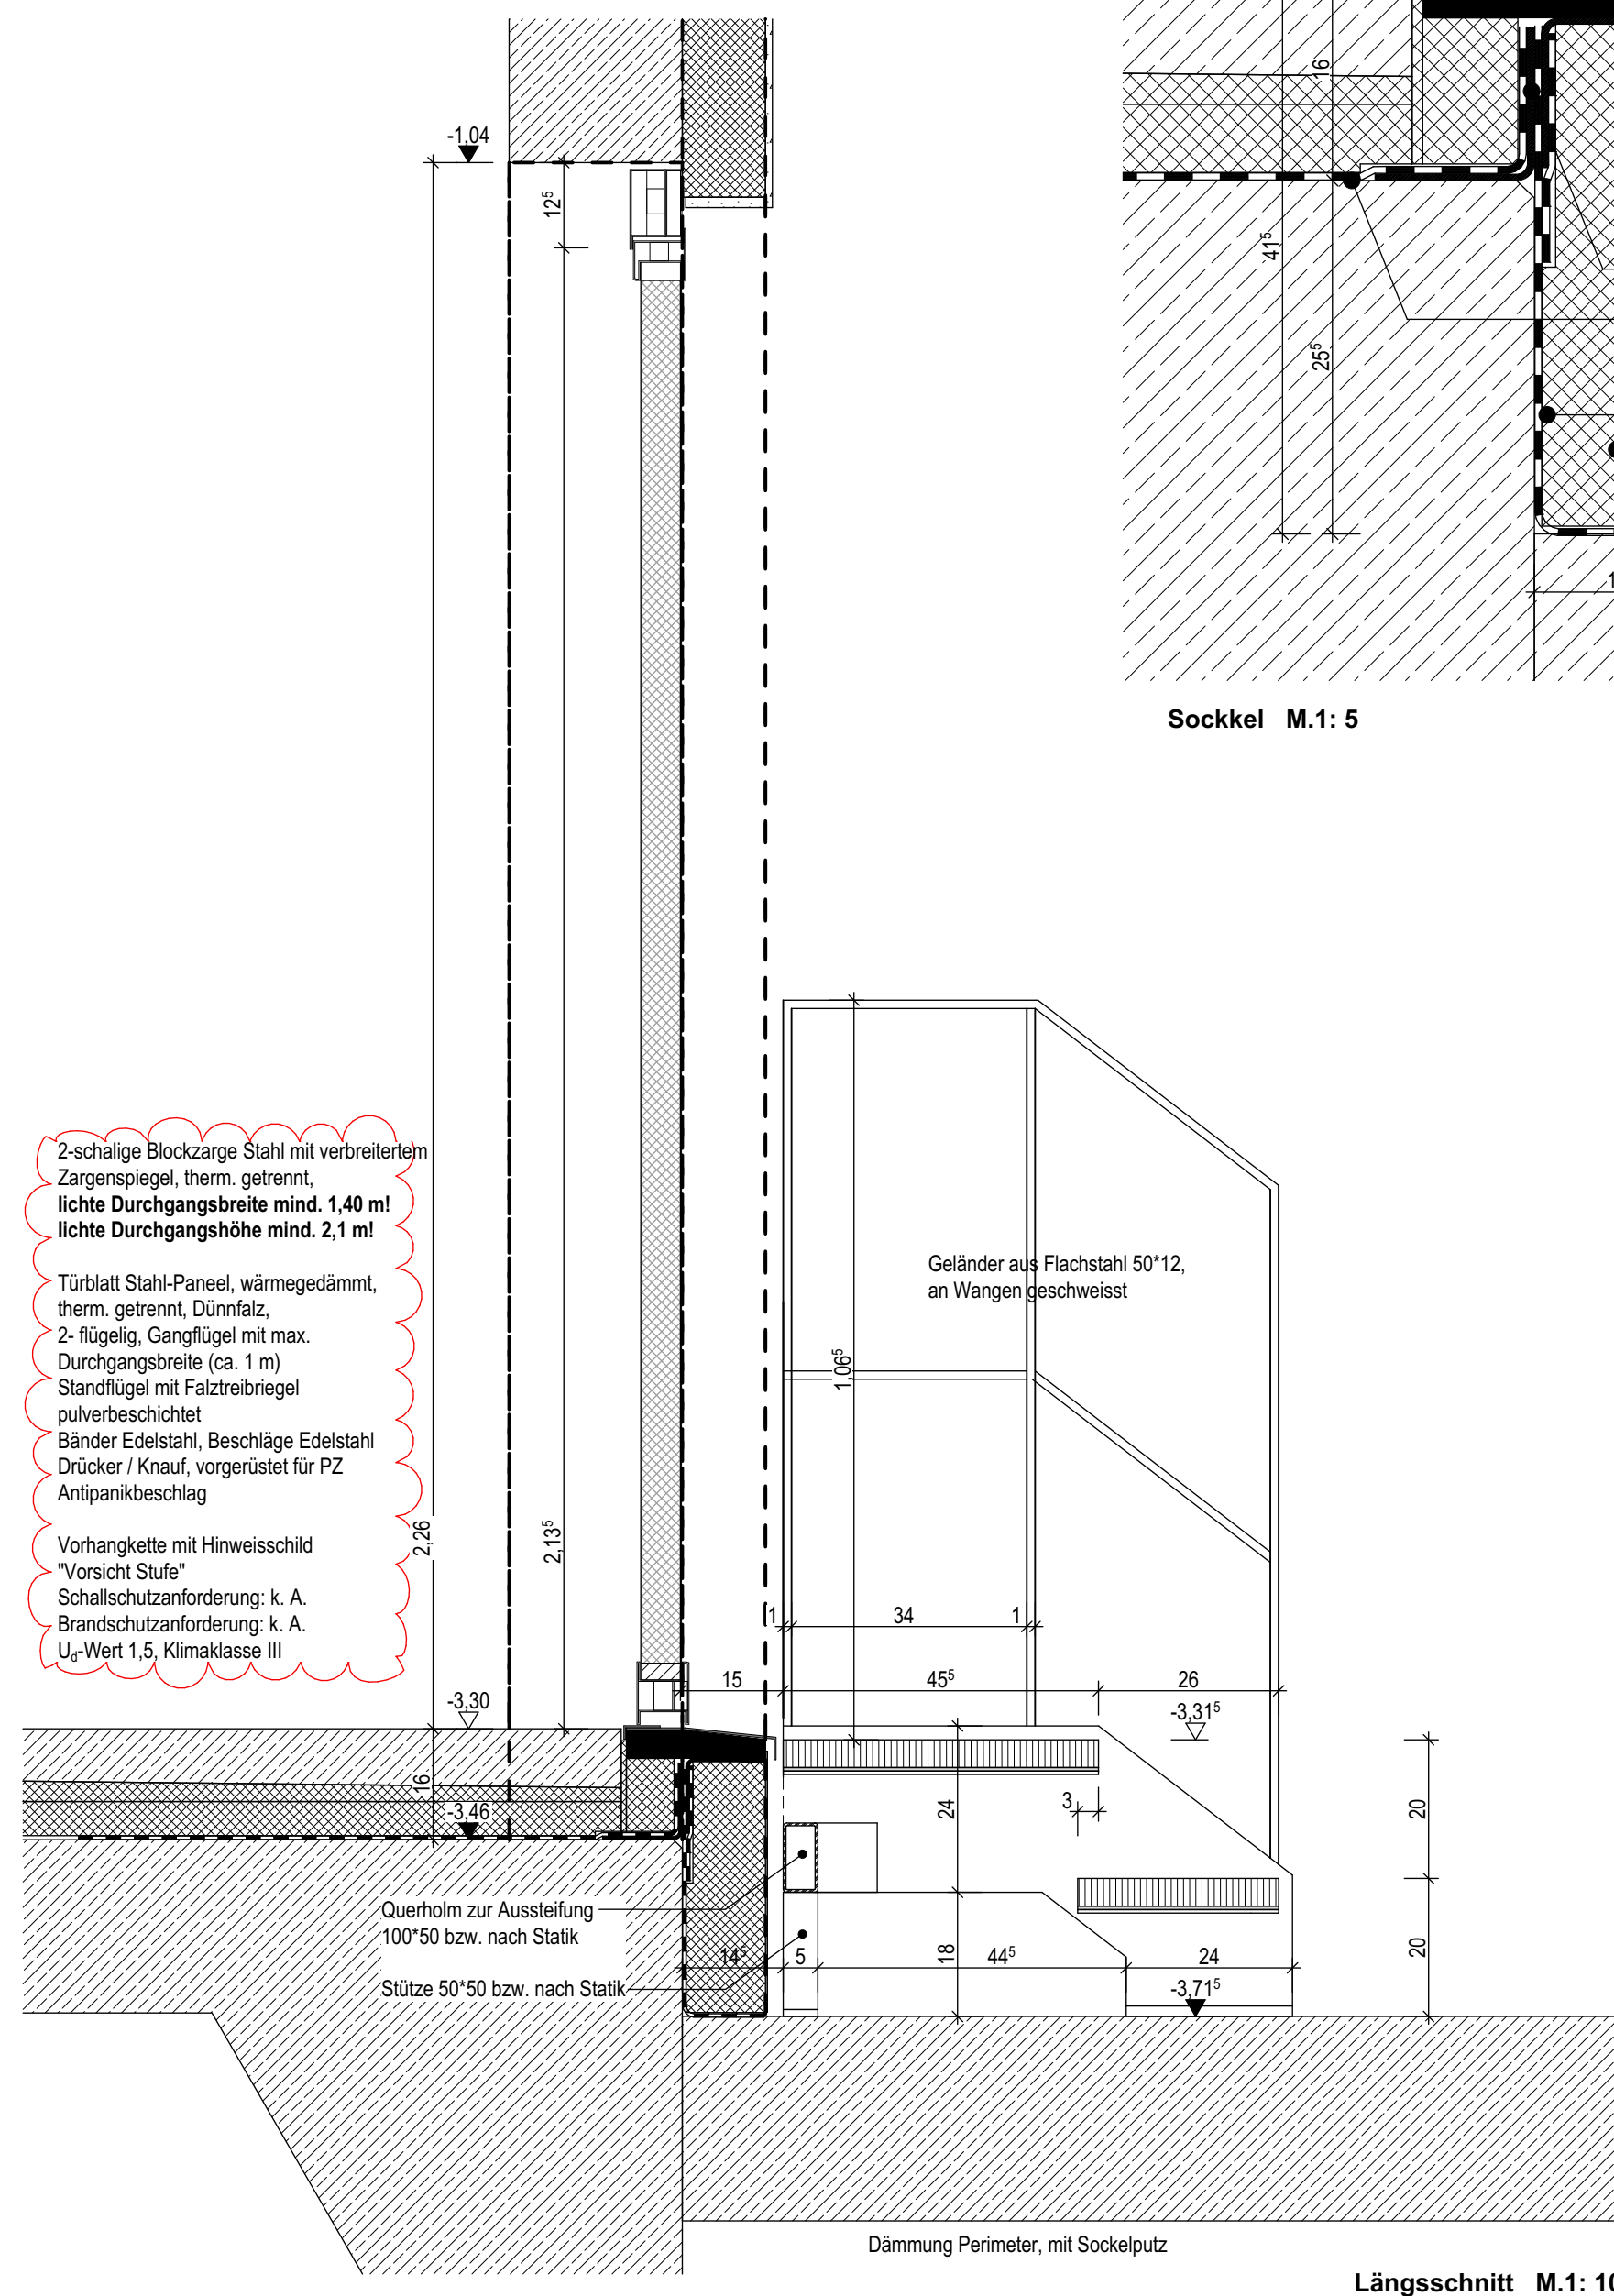 16
41⁵
25⁵
1
Sockkel M.1: 5
-1,04
12⁵
2-schalige Blockzarge Stahl mit verbreitertem
Zargenspiegel, therm. getrennt,
lichte Durchgangsbreite mind. 1,40 m!
lichte Durchgangshöhe mind. 2,1 m!
Türblatt Stahl-Paneel, wärmegedämmt,
therm. getrennt, Dünnfalz,
2- flügelig, Gangflügel mit max.
Durchgangsbreite (ca. 1 m)
Standflügel mit Falztreibriegel
pulverbeschichtet
Bänder Edelstahl, Beschläge Edelstahl
Drücker / Knauf, vorgerüstet für PZ
Antipanikbeschlag
Vorhangkette mit Hinweisschild
"Vorsicht Stufe"
Schallschutzanforderung: k. A.
Brandschutzanforderung: k. A.
U_d-Wert 1,5, Klimaklasse III
2,26
2,13⁵
Geländer aus Flachstahl 50*12,
an Wangen geschweisst
1,06⁵
1 34 1
15 45⁵ 26
-3,30
-3,31⁵
16
-3,46
24
3
20
Querholm zur Aussteifung
100*50 bzw. nach Statik
14⁵ 5 18 44⁵ 24
20
Stütze 50*50 bzw. nach Statik
-3,71⁵
Dämmung Perimeter, mit Sockelputz
Längsschnitt M.1: 10